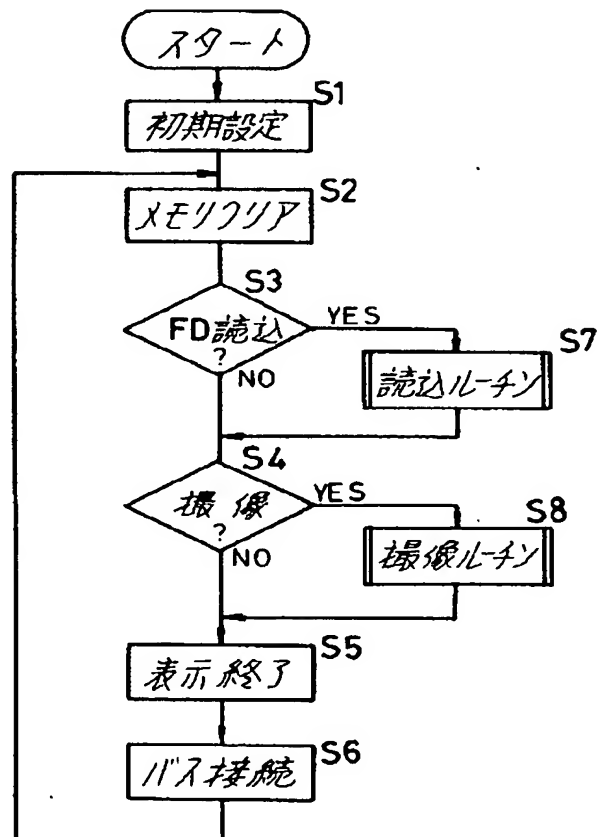 スタート
S1
初期設定
S2
メモリクリア
S3
FD読込
?
YES
NO
S7
読込ルーチン
S4
撮像
?
YES
NO
S8
撮像ルーチン
S5
表示終了
S6
バス接続